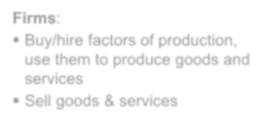 Firms:
▪ Buy/hire factors of production,
use them to produce goods and
services
▪ Sell goods & services